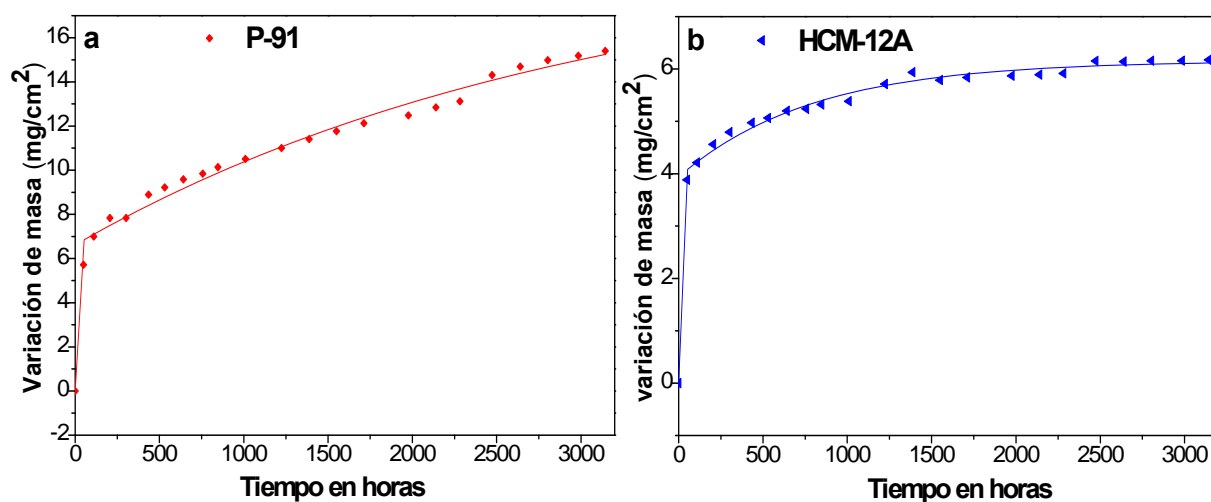 a
P-91
16
14
12
10
8
6
4
2
0
-2
Variación de masa (mg/cm²)
0 500 1000 1500 2000 2500 3000
Tiempo en horas
b
HCM-12A
6
4
2
0
variación de masa (mg/cm²)
0 500 1000 1500 2000 2500 3000
Tiempo en horas